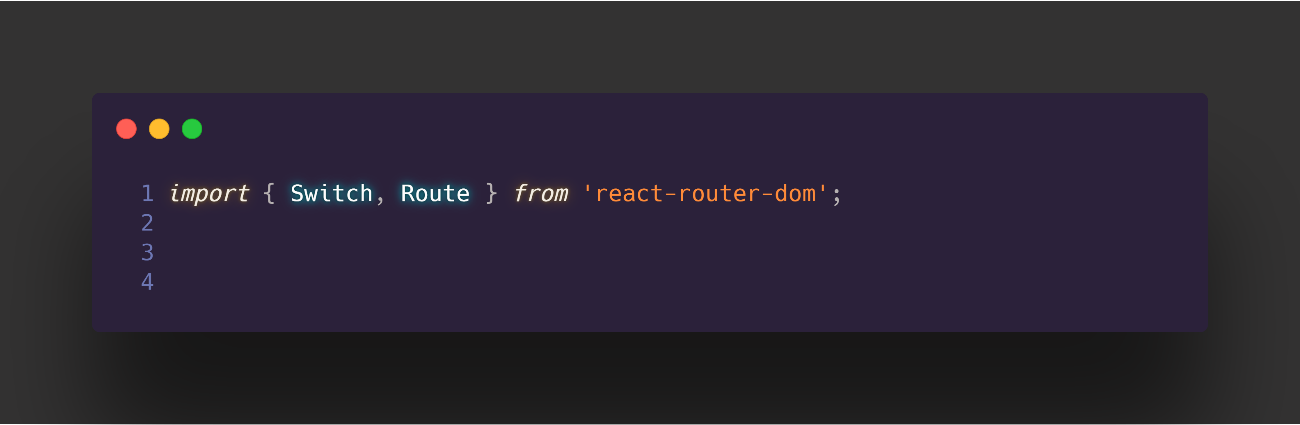 1 import { Switch, Route } from 'react-router-dom';
2
3
4